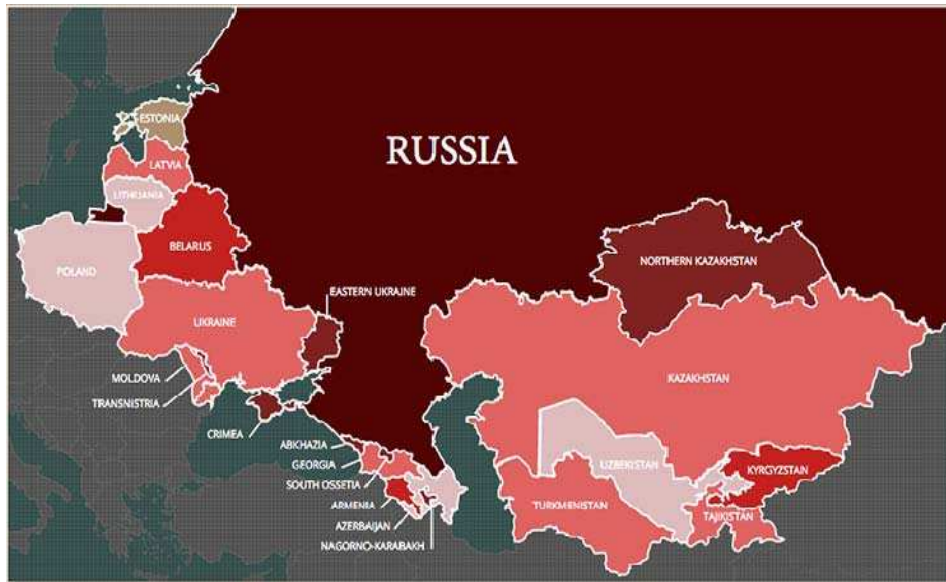 ESTONIA
RUSSIA
LATVIA
LITHUANIA
BELARUS
POLAND
NORTHERN KAZAKHSTAN
EASTERN UKRAINE
UKRAINE
MOLDOVA
KAZAKHSTAN
TRANSNISTRIA
CRIMEA
ABKHAZIA
GEORGIA
UZBEKISTAN
KYRGYZSTAN
SOUTH OSSETIA
ARMENIA
TURKMENISTAN
TAJIKISTAN
AZERBAIJAN
NAGORNO-KARABAKH